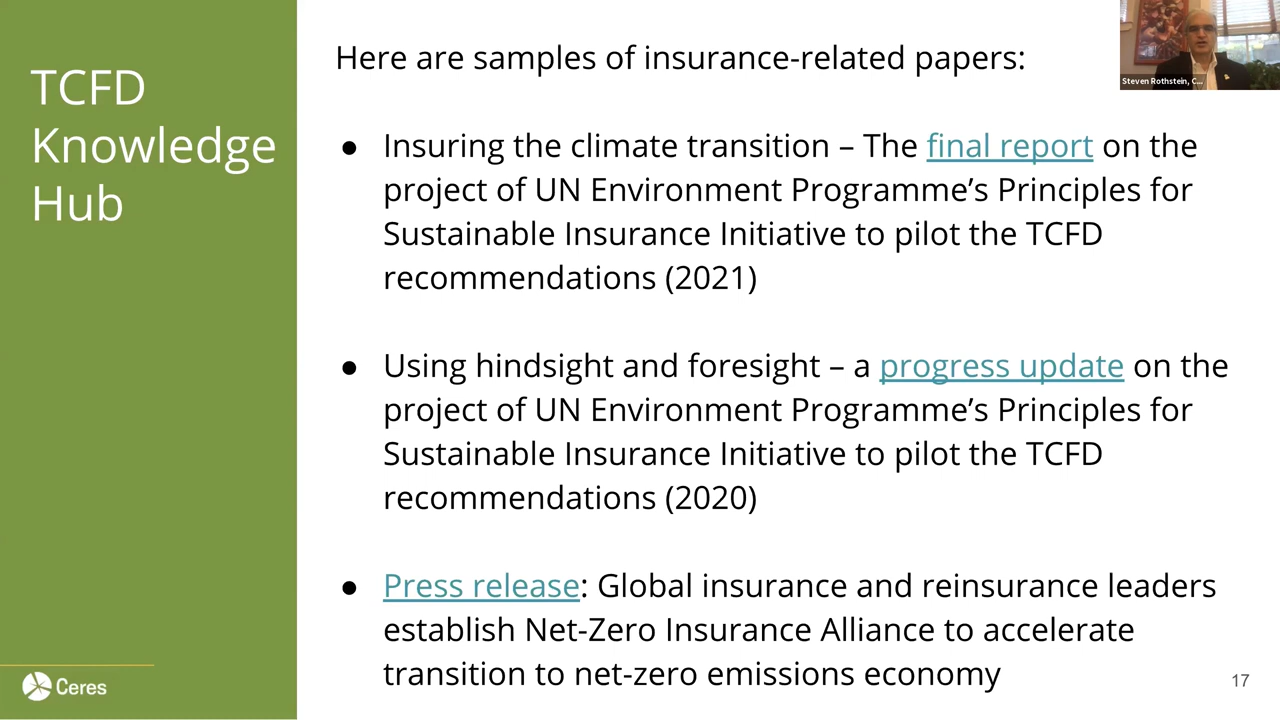 TCFD
Knowledge
Hub
Here are samples of insurance-related papers:
● Insuring the climate transition – The final report on the
project of UN Environment Programme’s Principles for
Sustainable Insurance Initiative to pilot the TCFD
recommendations (2021)
● Using hindsight and foresight – a progress update on the
project of UN Environment Programme’s Principles for
Sustainable Insurance Initiative to pilot the TCFD
recommendations (2020)
● Press release: Global insurance and reinsurance leaders
establish Net-Zero Insurance Alliance to accelerate
transition to net-zero emissions economy
Steven Rothstein, C...
Ceres
17